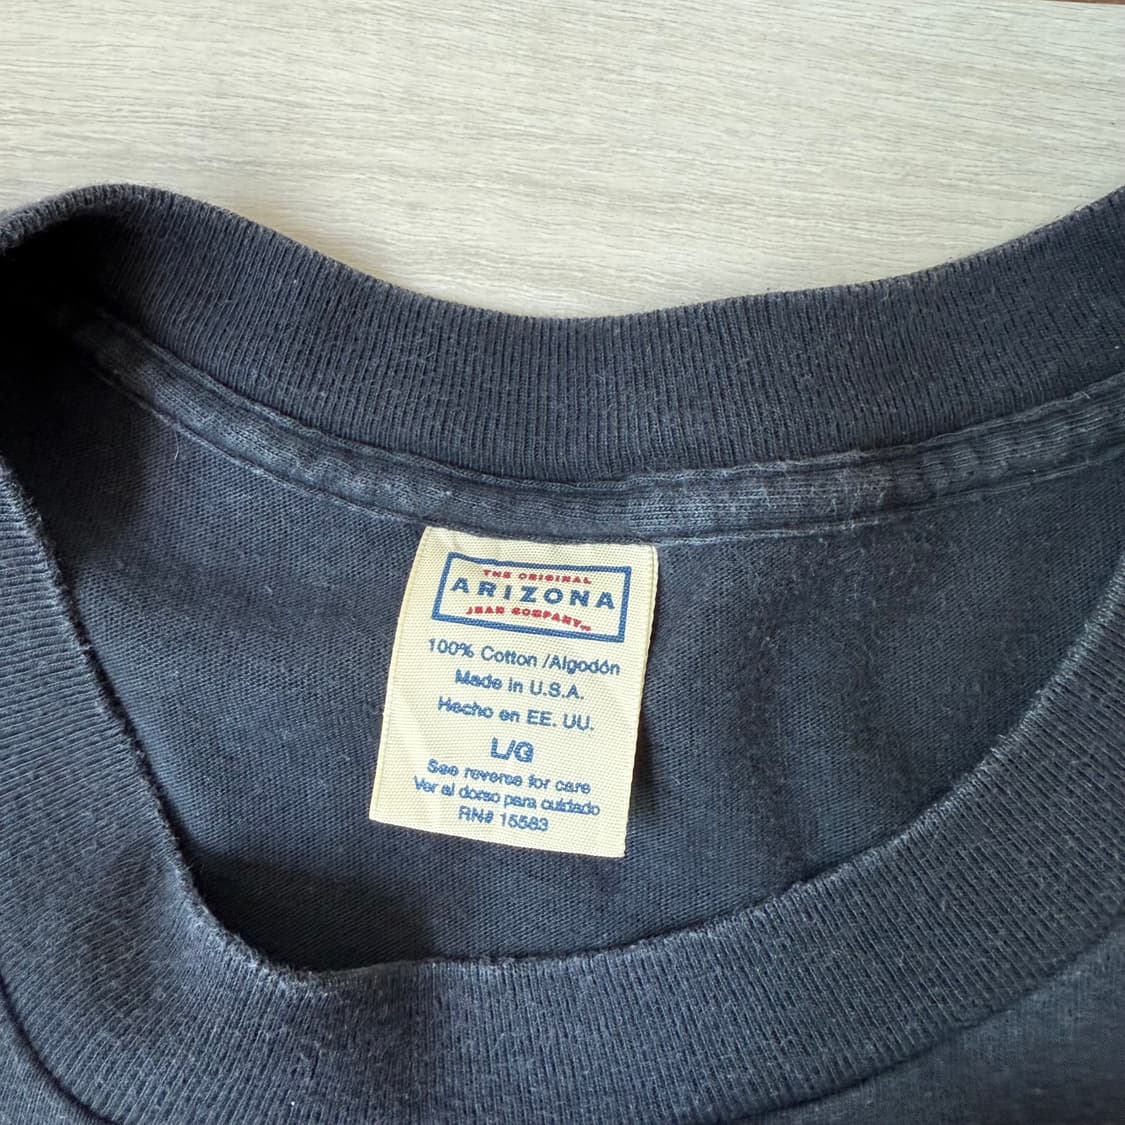 THE ORIGINAL
ARIZONA
JEAN COMPANY
100% Cotton /Algodón
Made in U.S.A.
Hecho en EE. UU.
L/G
See reverse for care
Ver al dorso para cuidado
RN# 15583